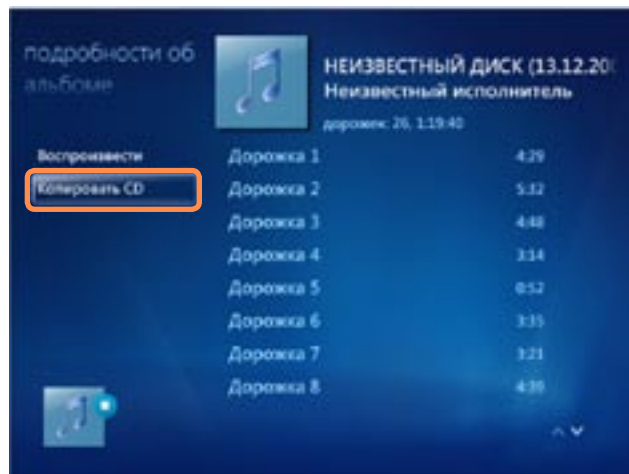 подробности об
альбоме
НЕИЗВЕСТНЫЙ ДИСК (13.12.20
Неизвестный исполнитель
дорожек: 26, 1:19:40
Воспроизвести
Копировать CD
Дорожка 1 4:29
Дорожка 2 5:32
Дорожка 3 4:48
Дорожка 4 3:14
Дорожка 5 0:52
Дорожка 6 3:35
Дорожка 7 3:21
Дорожка 8 4:39